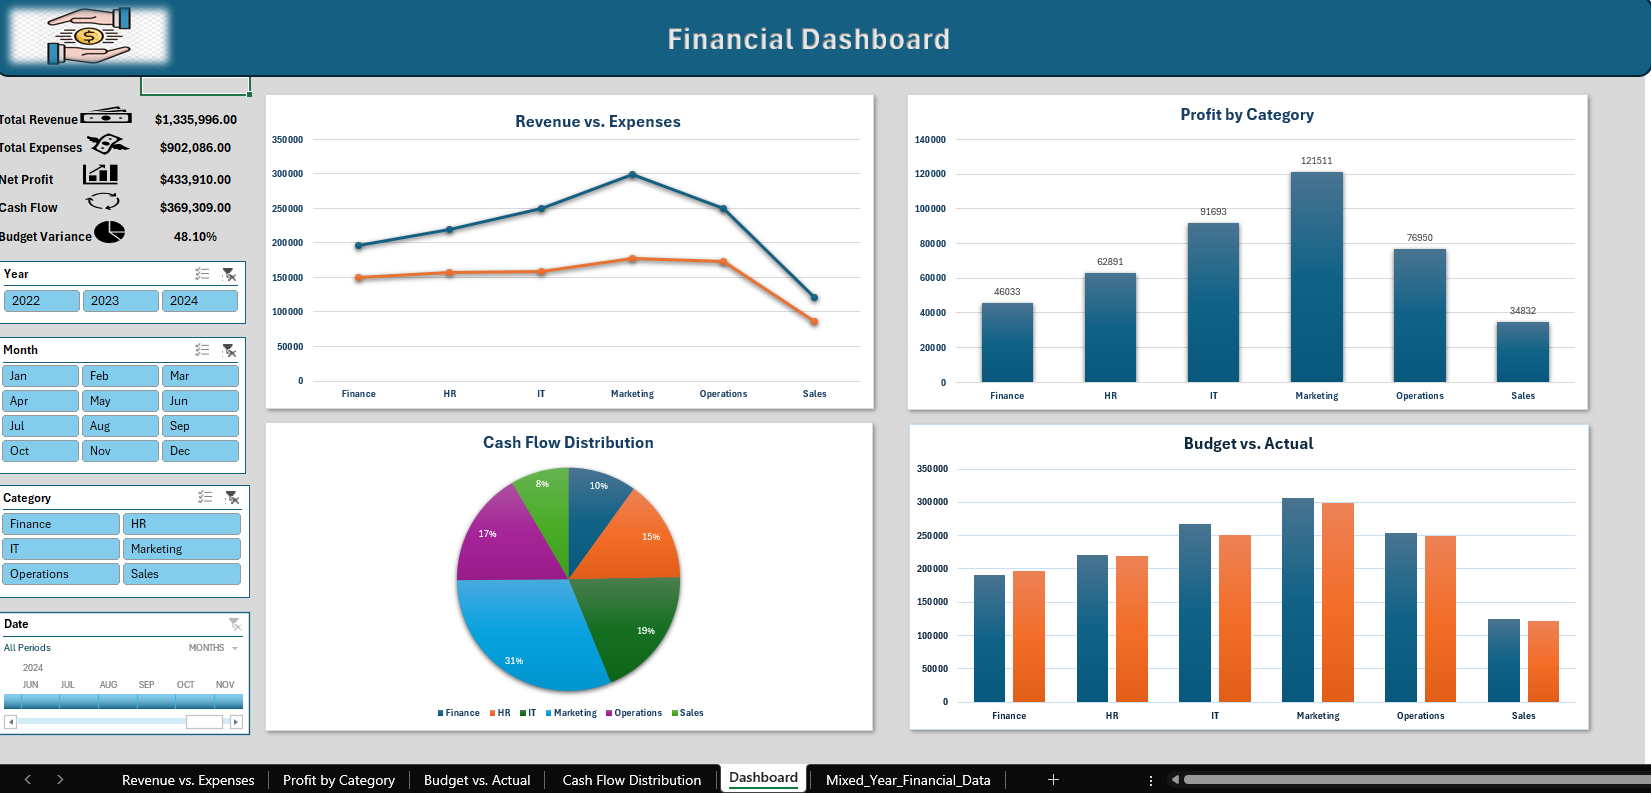 Financial Dashboard
Total Revenue $1,335,996.00
Total Expenses $902,086.00
Net Profit $433,910.00
Cash Flow $369,309.00
Budget Variance 48.10%
Year
2022 2023 2024
Month
Jan Feb Mar
Apr May Jun
Jul Aug Sep
Oct Nov Dec
Category
Finance HR
IT Marketing
Operations Sales
Date
All Periods MONTHS
2024
JUN JUL AUG SEP OCT NOV
Revenue vs. Expenses
350000
300000
250000
200000
150000
100000
50000
0
Finance HR IT Marketing Operations Sales
Profit by Category
140000
120000
100000
80000
60000
40000
20000
0
46033
62891
91693
121511
76950
34832
Finance HR IT Marketing Operations Sales
Cash Flow Distribution
10%
15%
19%
31%
17%
8%
Finance HR IT Marketing Operations Sales
Budget vs. Actual
350000
300000
250000
200000
150000
100000
50000
0
Finance HR IT Marketing Operations Sales
Revenue vs. Expenses Profit by Category Budget vs. Actual Cash Flow Distribution Dashboard Mixed_Year_Financial_Data